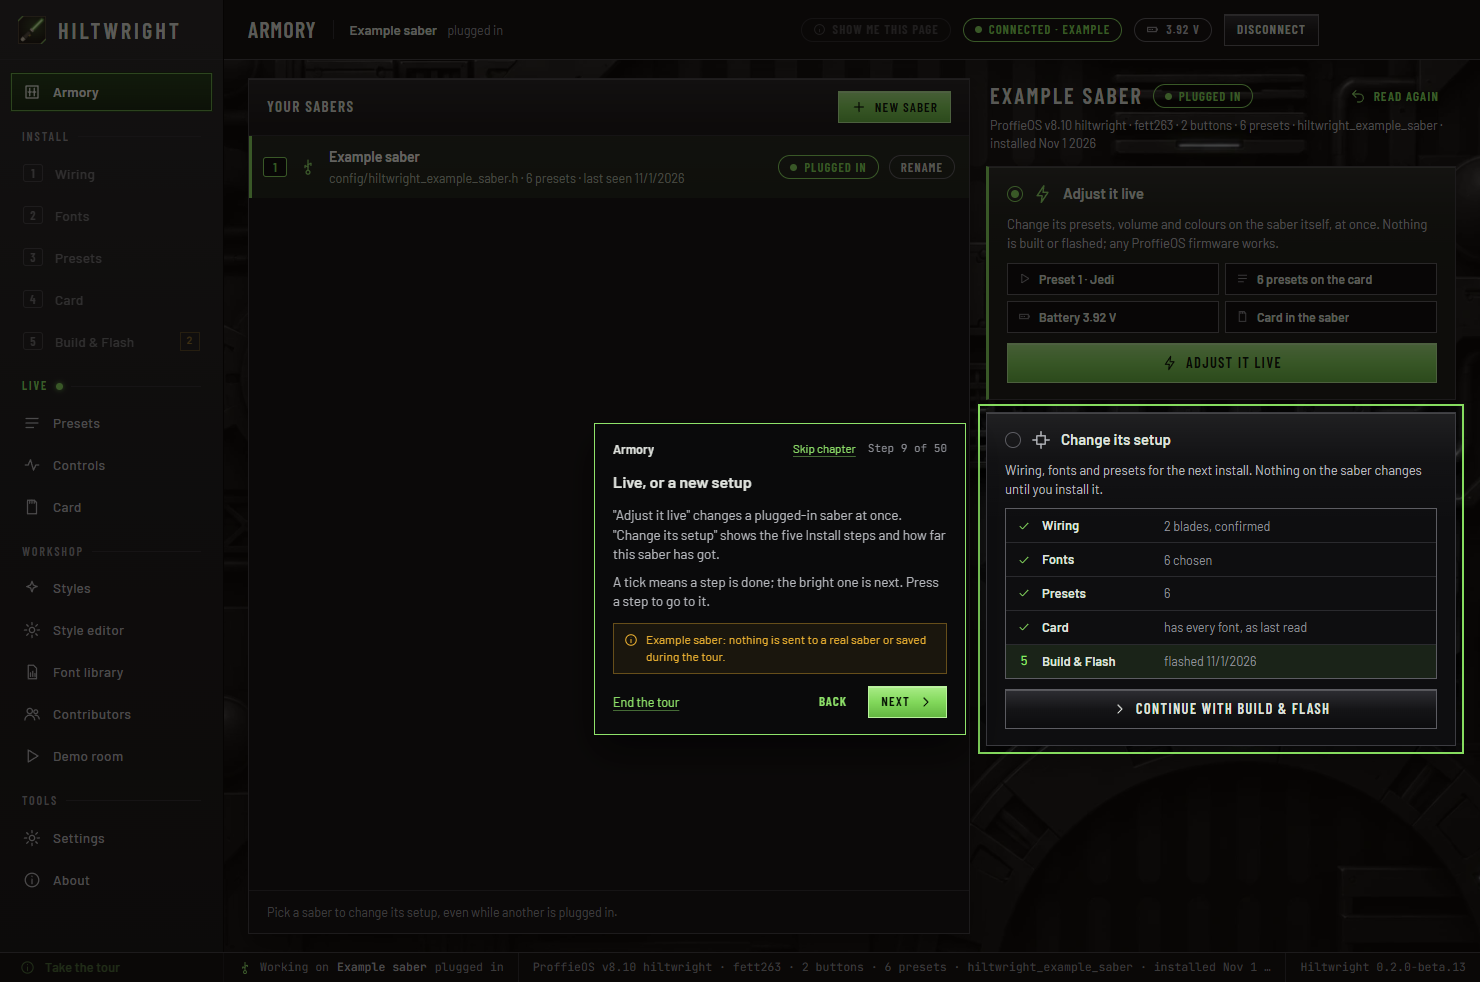 HILTWRIGHT
ARMORY
Example saber plugged in
SHOW ME THIS PAGE
CONNECTED · EXAMPLE
3.92 V
DISCONNECT
Armory
INSTALL
1 Wiring
2 Fonts
3 Presets
4 Card
5 Build & Flash 2
LIVE
Presets
Controls
Card
WORKSHOP
Styles
Style editor
Font library
Contributors
Demo room
TOOLS
Settings
About
Take the tour
YOUR SABERS
NEW SABER
1 Example saber
config/hiltwright_example_saber.h · 6 presets · last seen 11/1/2026
PLUGGED IN
RENAME
Pick a saber to change its setup, even while another is plugged in.
EXAMPLE SABER
PLUGGED IN
READ AGAIN
ProffieOS v8.10 hiltwright · fett263 · 2 buttons · 6 presets · hiltwright_example_saber ·
installed Nov 1 2026
Adjust it live
Change its presets, volume and colours on the saber itself, at once. Nothing
is built or flashed; any ProffieOS firmware works.
Preset 1 · Jedi
6 presets on the card
Battery 3.92 V
Card in the saber
ADJUST IT LIVE
Change its setup
Wiring, fonts and presets for the next install. Nothing on the saber changes
until you install it.
Wiring 2 blades, confirmed
Fonts 6 chosen
Presets 6
Card has every font, as last read
5 Build & Flash flashed 11/1/2026
CONTINUE WITH BUILD & FLASH
Armory
Skip chapter
Step 9 of 50
Live, or a new setup
"Adjust it live" changes a plugged-in saber at once.
"Change its setup" shows the five Install steps and how far
this saber has got.
A tick means a step is done; the bright one is next. Press
a step to go to it.
Example saber: nothing is sent to a real saber or saved
during the tour.
End the tour
BACK
NEXT
Working on Example saber plugged in
ProffieOS v8.10 hiltwright · fett263 · 2 buttons · 6 presets · hiltwright_example_saber · installed Nov 1 …
Hiltwright 0.2.0-beta.13